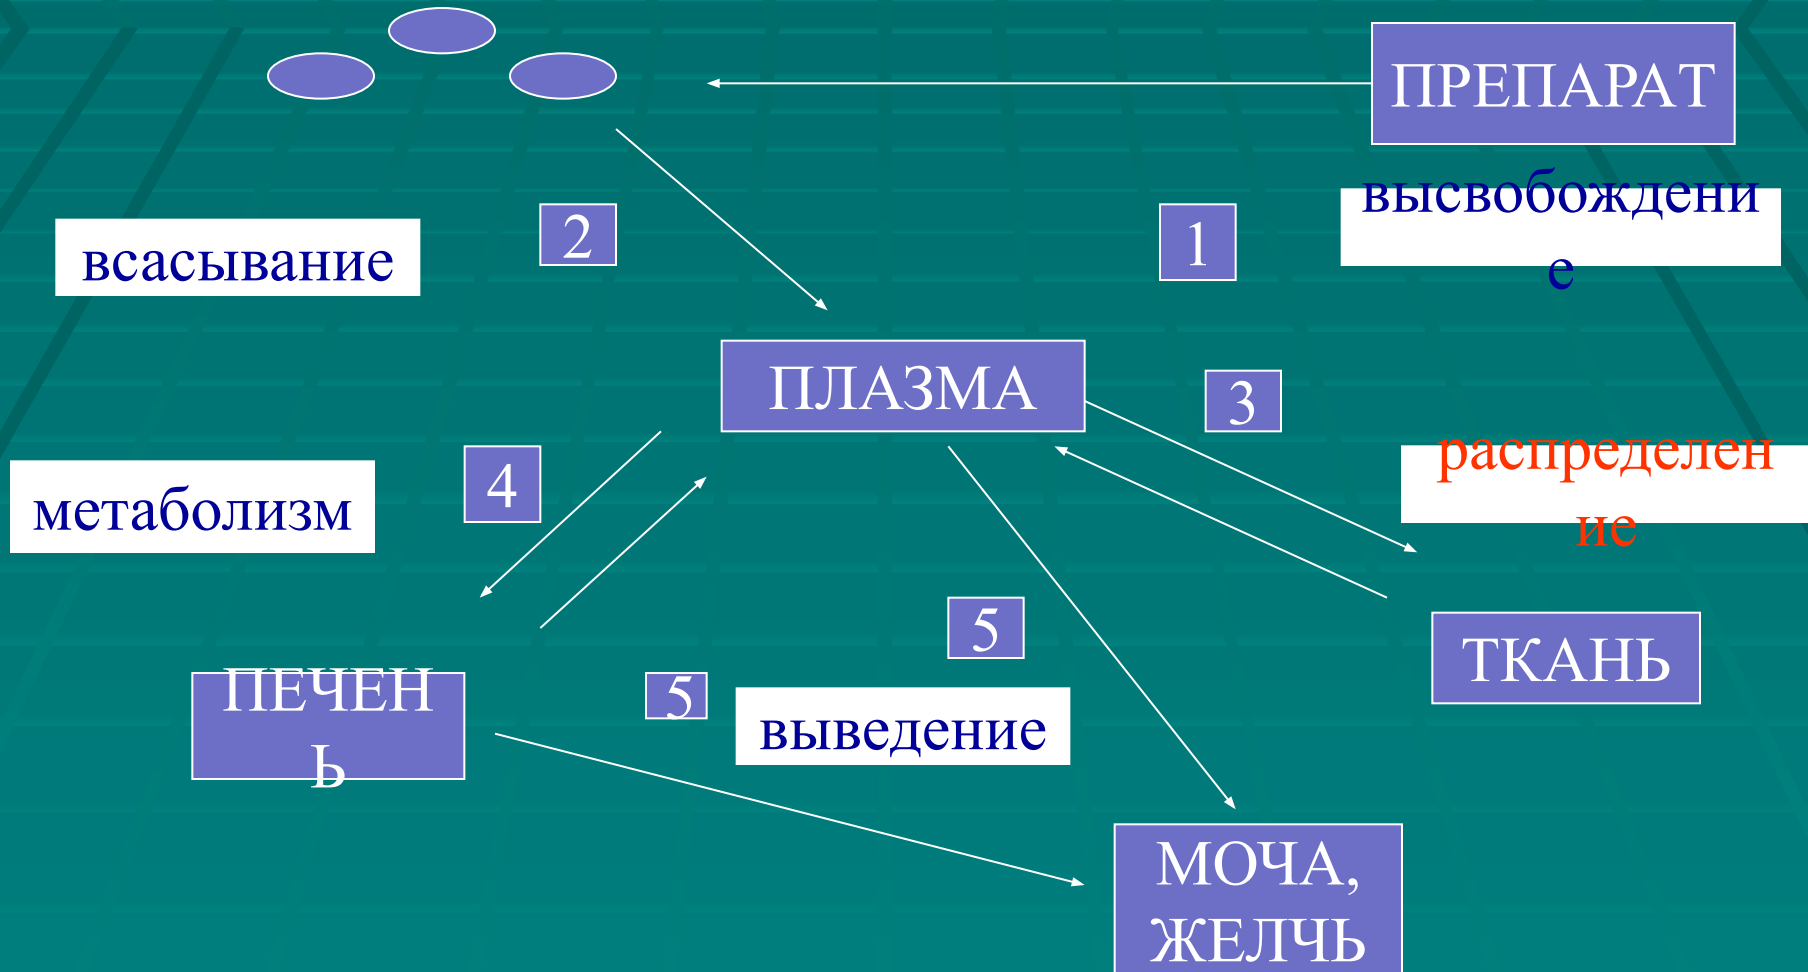 ПРЕПАРАТ
высвобождени
е
1
2
всасывание
ПЛАЗМА
3
распределен
ие
4
метаболизм
5
ТКАНЬ
ПЕЧЕН
Ь
5
выведение
МОЧА,
ЖЕЛЧЬ